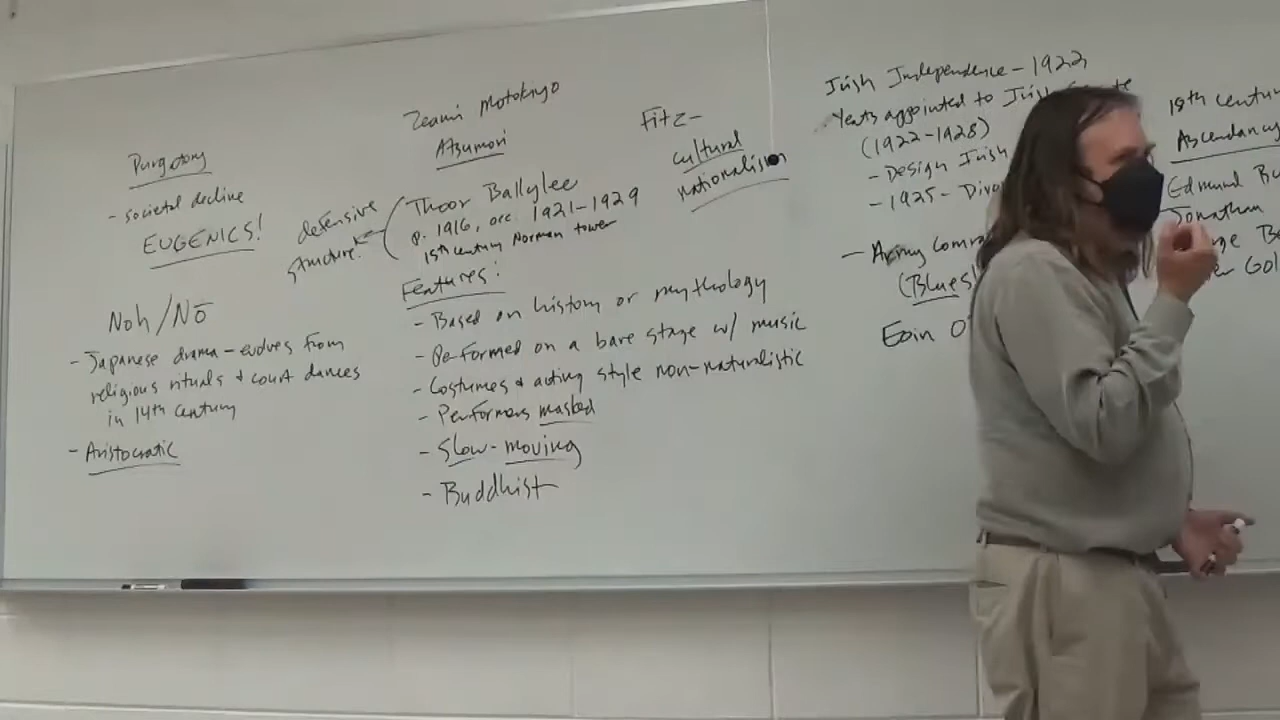 Purgatory
- societal decline
EUGENICS!
Noh/Nō
- Japanese drama - evolves from
religious rituals + court dances
in 14th century
- Aristocratic
Zeami Motokiyo
Atsumori
defensive
structure
Thoor Ballylee
p. 1916, occ. 1921-1929
15th century Norman tower
Features:
- Based on history or mythology
- Performed on a bare stage w/ music
- Costumes + acting style non-naturalistic
- Performers masked
- Slow-moving
- Buddhist
Fitz-
cultural
nationalism
Irish Independence - 1922
Yeats appointed to Irish
(1922-1928)
- Design Irish
- 1925 -
- Army
(Blues
Eoin O'
18th
Ascendancy
Edmund
Jonathan